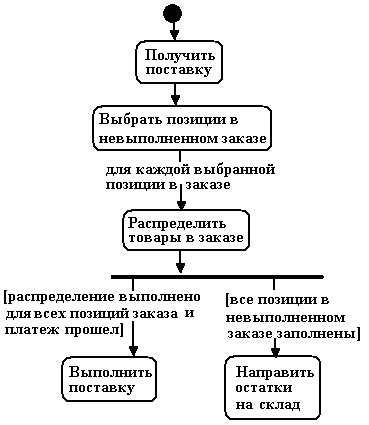 Получить
поставку
Выбрать позиции в
невыполненном заказе
для каждой выбранной
позиции в заказе
Распределить
товары в заказе
[распределение выполнено
для всех позиций заказа и
платеж прошел]
[все позиции в
невыполненном
заказе заполнены]
Выполнить
поставку
Направить
остатки
на склад